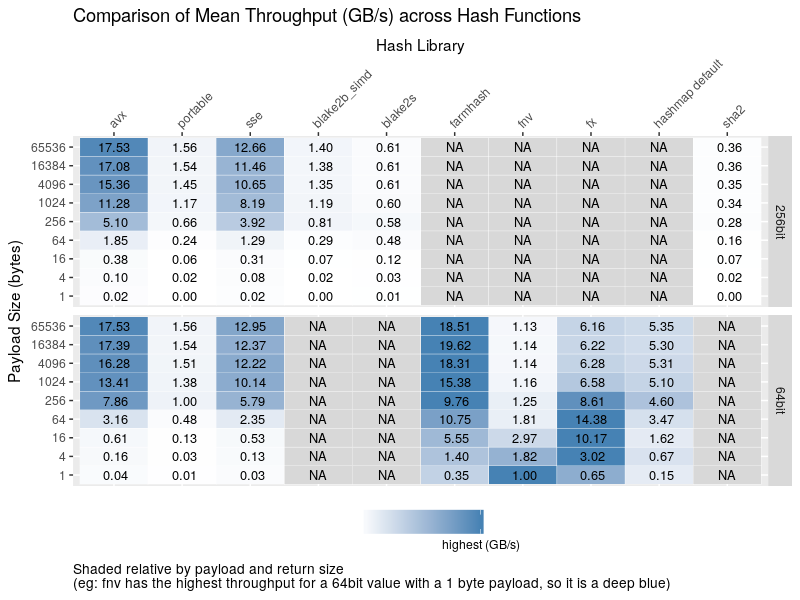 Comparison of Mean Throughput (GB/s) across Hash Functions
Hash Library
avx portable sse blake2b_simd blake2s farmhash fnv fx hashmap default sha2
Payload Size (bytes)
65536 17.53 1.56 12.66 1.40 0.61 NA NA NA NA 0.36
16384 17.08 1.54 11.46 1.38 0.61 NA NA NA NA 0.36
4096 15.36 1.45 10.65 1.35 0.61 NA NA NA NA 0.35
1024 11.28 1.17 8.19 1.19 0.60 NA NA NA NA 0.34
256 5.10 0.66 3.92 0.81 0.58 NA NA NA NA 0.28
64 1.85 0.24 1.29 0.29 0.48 NA NA NA NA 0.16
16 0.38 0.06 0.31 0.07 0.12 NA NA NA NA 0.07
4 0.10 0.02 0.08 0.02 0.03 NA NA NA NA 0.02
1 0.02 0.00 0.02 0.00 0.01 NA NA NA NA 0.00
256bit
65536 17.53 1.56 12.95 NA NA 18.51 1.13 6.16 5.35 NA
16384 17.39 1.54 12.37 NA NA 19.62 1.14 6.22 5.30 NA
4096 16.28 1.51 12.22 NA NA 18.31 1.14 6.28 5.31 NA
1024 13.41 1.38 10.14 NA NA 15.38 1.16 6.58 5.10 NA
256 7.86 1.00 5.79 NA NA 9.76 1.25 8.61 4.60 NA
64 3.16 0.48 2.35 NA NA 10.75 1.81 14.38 3.47 NA
16 0.61 0.13 0.53 NA NA 5.55 2.97 10.17 1.62 NA
4 0.16 0.03 0.13 NA NA 1.40 1.82 3.02 0.67 NA
1 0.04 0.01 0.03 NA NA 0.35 1.00 0.65 0.15 NA
64bit
highest (GB/s)
Shaded relative by payload and return size
(eg: fnv has the highest throughput for a 64bit value with a 1 byte payload, so it is a deep blue)